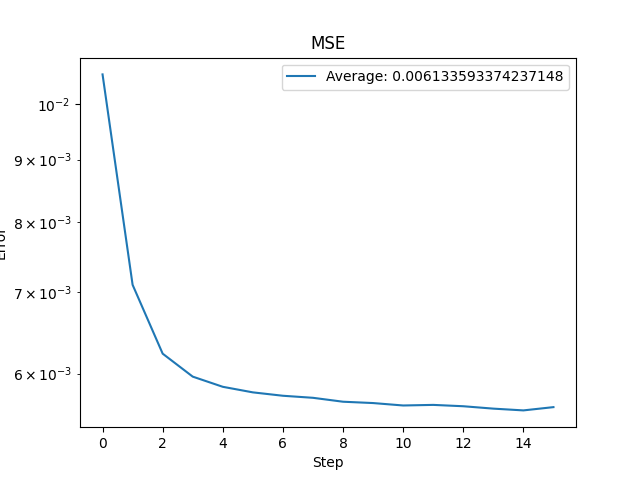 MSE
Average: 0.006133593374237148
10⁻²
9 × 10⁻³
8 × 10⁻³
7 × 10⁻³
6 × 10⁻³
Error
0 2 4 6 8 10 12 14
Step